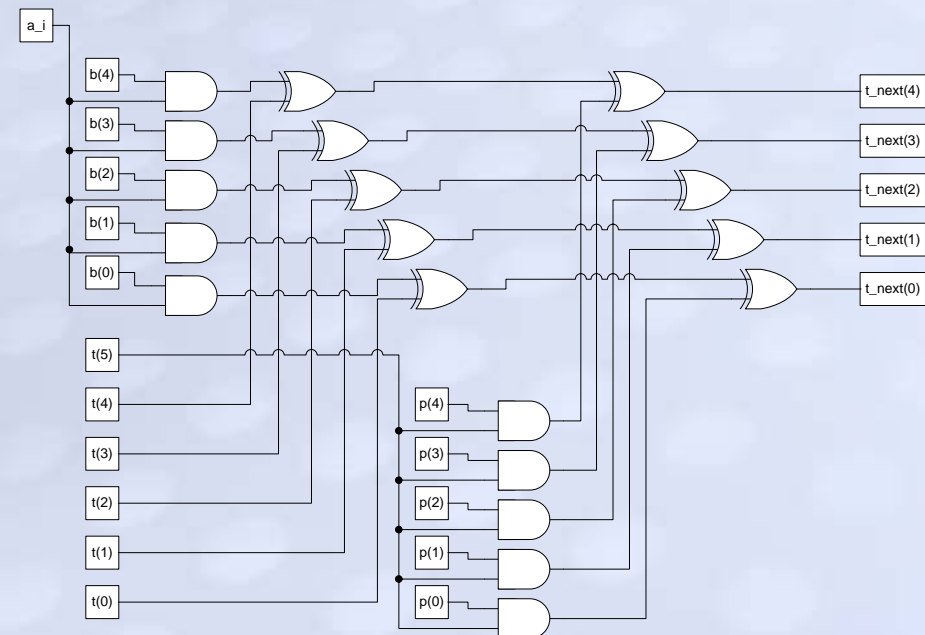 a_i
b(4)
b(3)
b(2)
b(1)
b(0)
t(5)
t(4)
t(3)
t(2)
t(1)
t(0)
p(4)
p(3)
p(2)
p(1)
p(0)
t_next(4)
t_next(3)
t_next(2)
t_next(1)
t_next(0)